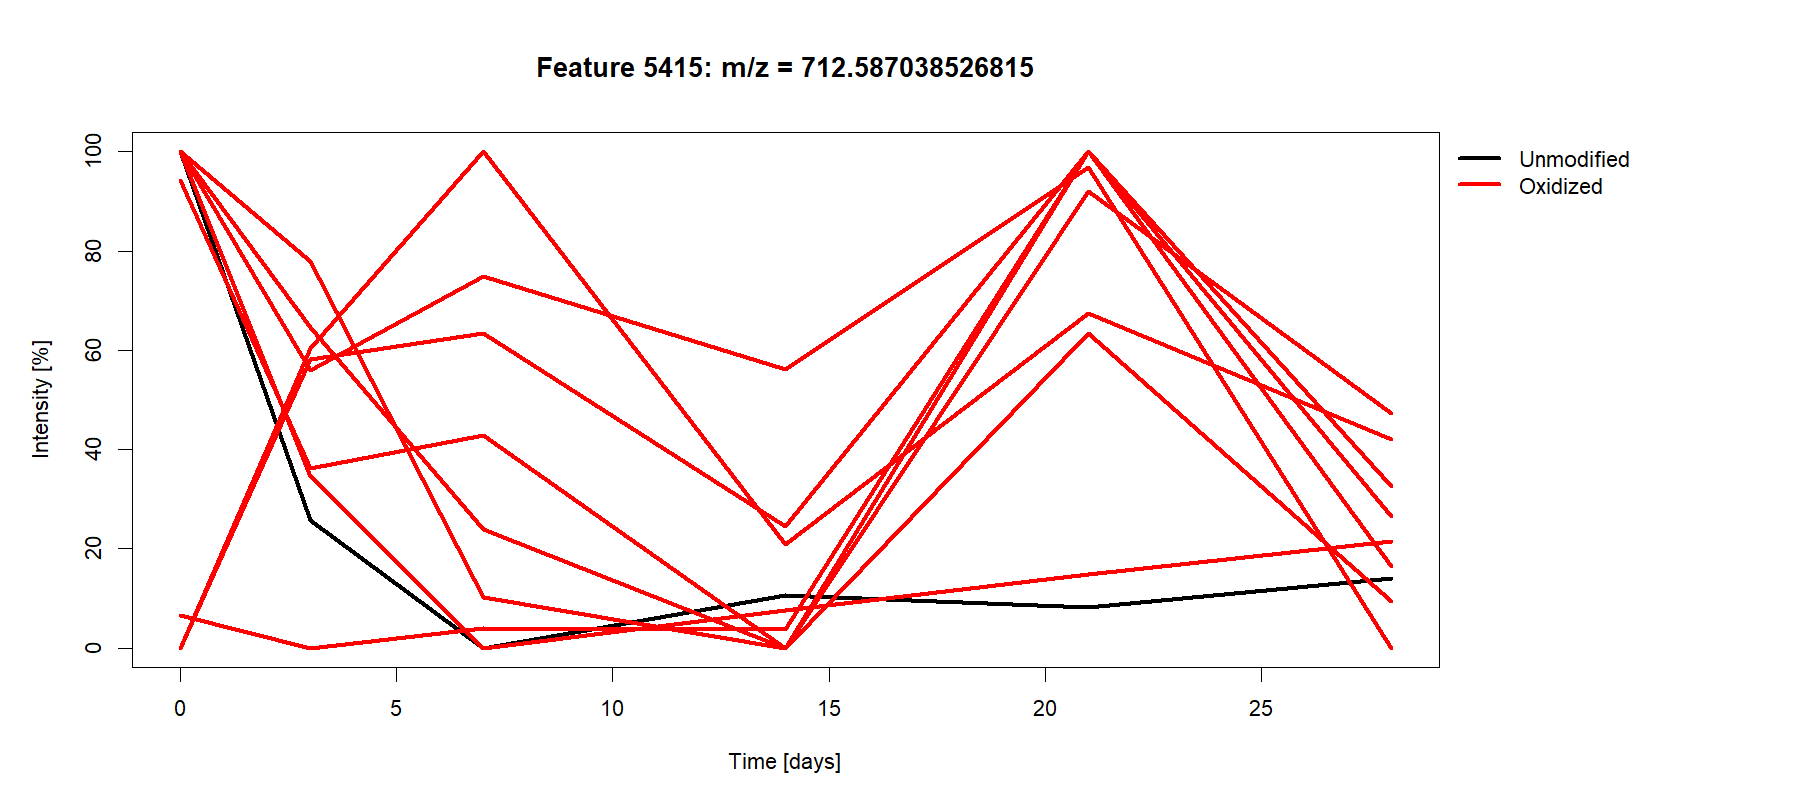 Feature 5415: m/z = 712.587038526815
Unmodified
Oxidized
100
80
60
40
20
0
Intensity [%]
0 5 10 15 20 25
Time [days]